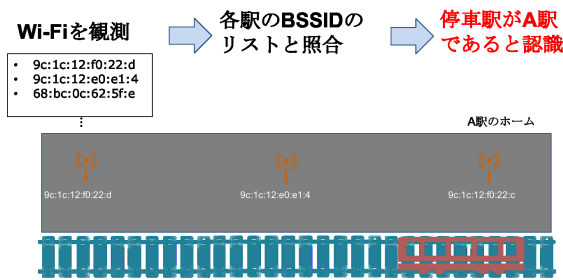 Wi-Fiを観測
各駅のBSSIDの
リストと照合
停車駅がA駅
であると認識
• 9c:1c:12:f0:22:d
• 9c:1c:12:e0:e1:4
• 68:bc:0c:62:5f:e
⋮
A駅のホーム
9c:1c:12:f0:22:d
9c:1c:12:e0:e1:4
9c:1c:12:f0:22:c